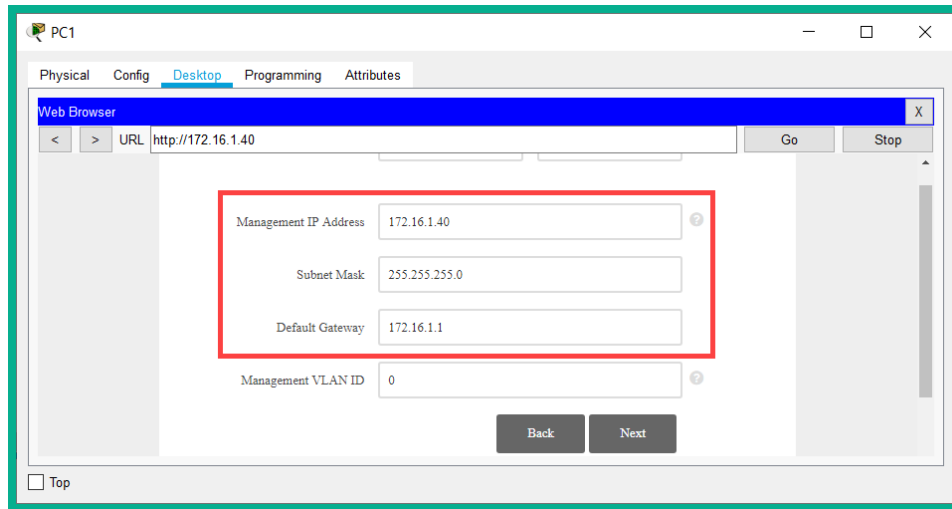 PC1
Physical Config Desktop Programming Attributes
Web Browser X
< > URL http://172.16.1.40 Go Stop
Management IP Address 172.16.1.40 ?
Subnet Mask 255.255.255.0
Default Gateway 172.16.1.1
Management VLAN ID 0 ?
Back Next
Top